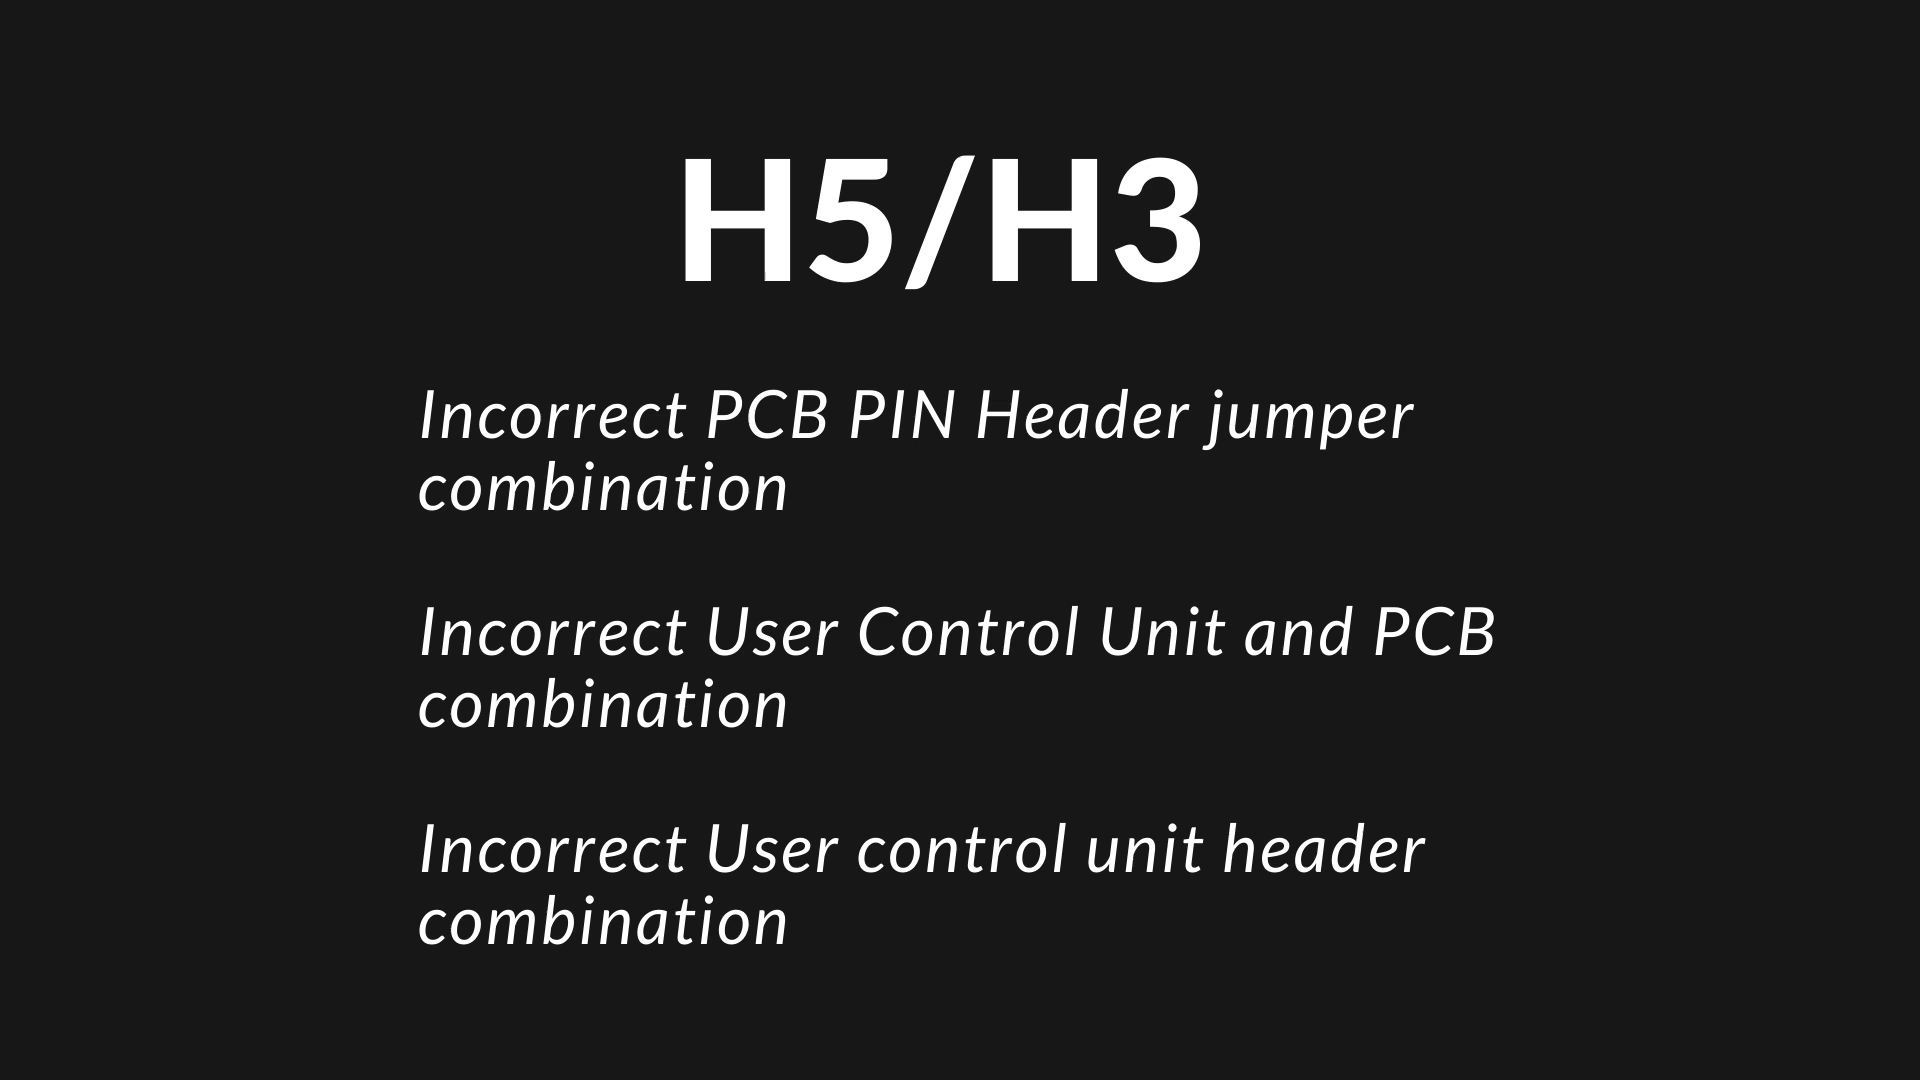 H5/H3
Incorrect PCB PIN Header jumper
combination
Incorrect User Control Unit and PCB
combination
Incorrect User control unit header
combination